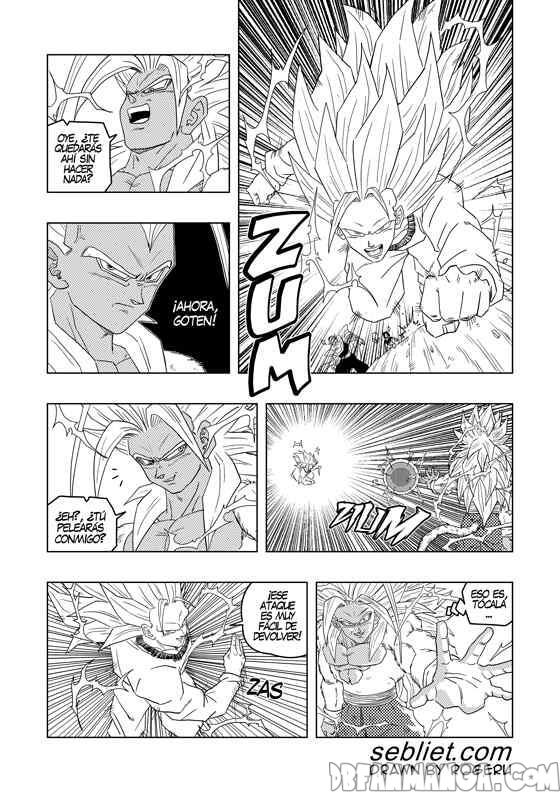 OYE, ¿TE
QUEDARÁS
AHÍ SIN
HACER
NADA?
¡AHORA,
GOTEN!
ZUM
¿EH?, ¿TÚ
PELEARÁS
CONMIGO?
ZIUM
¡ESE
ATAQUE
ES MUY
FÁCIL DE
DEVOLVER!
ZAS
ESO ES,
TÓCALA
...
sebliet.com
DRAWN BY ROGERU
DBFANMANGA.COM